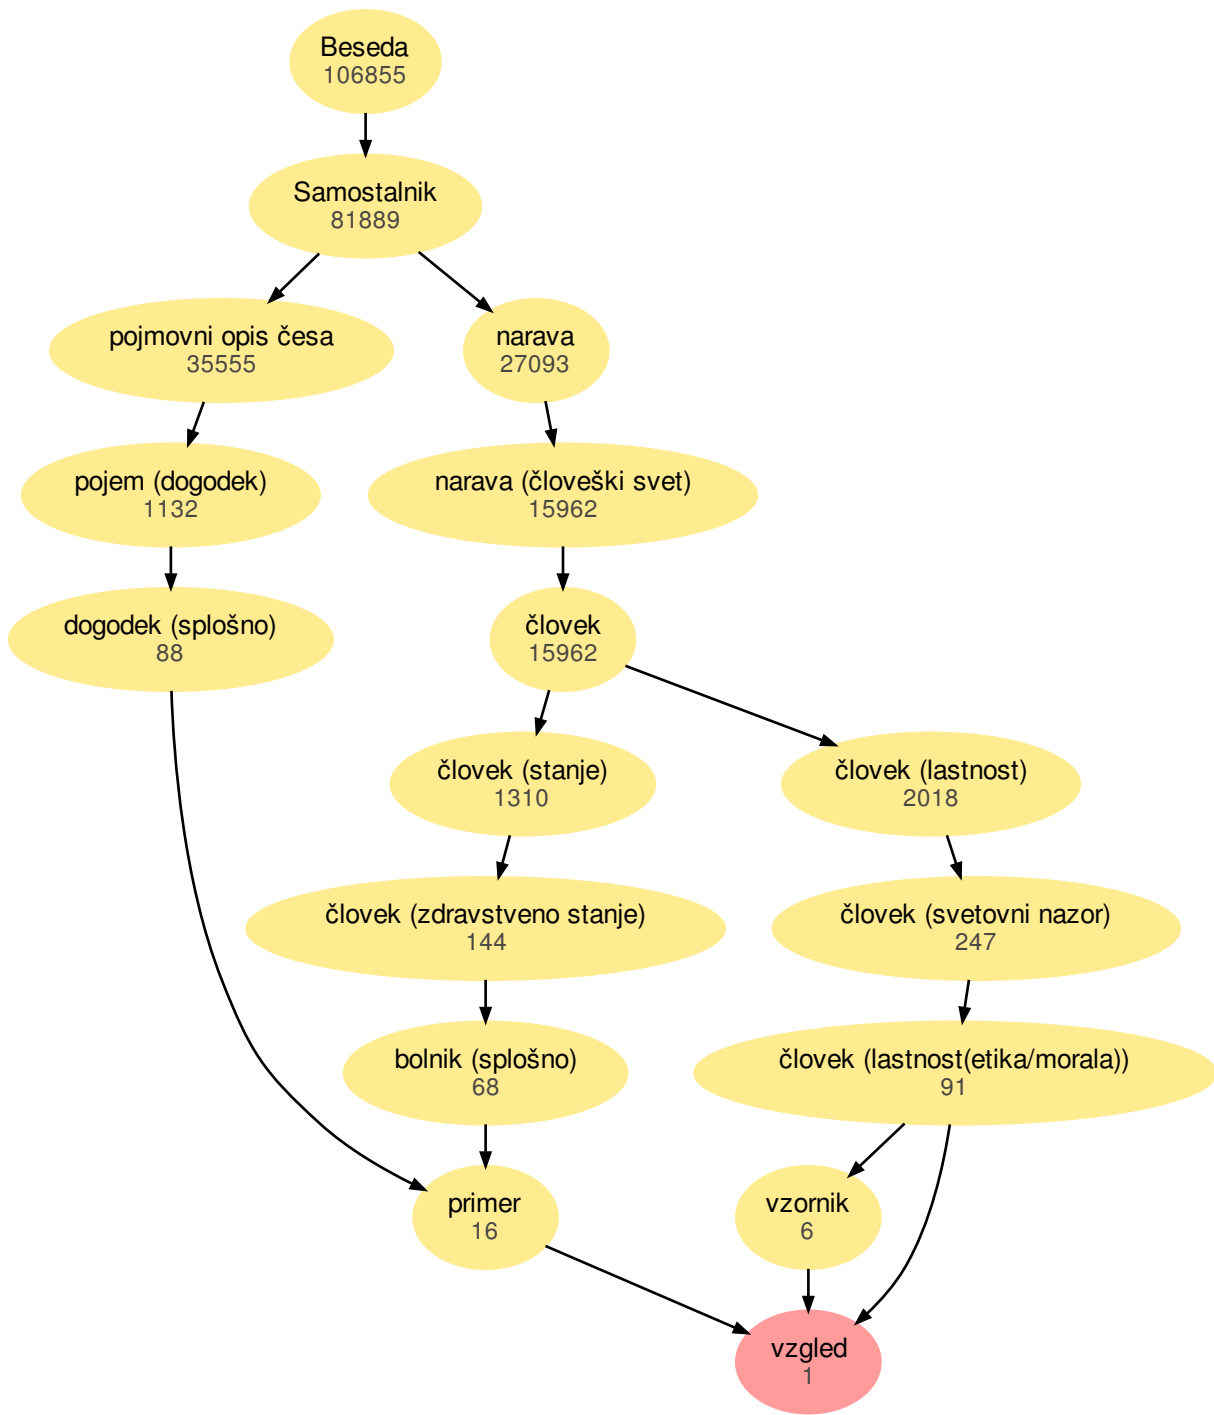 Beseda
106855
Samostalnik
81889
pojmovni opis česa
35555
narava
27093
pojem (dogodek)
1132
narava (človeški svet)
15962
dogodek (splošno)
88
človek
15962
človek (stanje)
1310
človek (lastnost)
2018
človek (zdravstveno stanje)
144
človek (svetovni nazor)
247
bolnik (splošno)
68
človek (lastnost(etika/morala))
91
primer
16
vzornik
6
vzgled
1